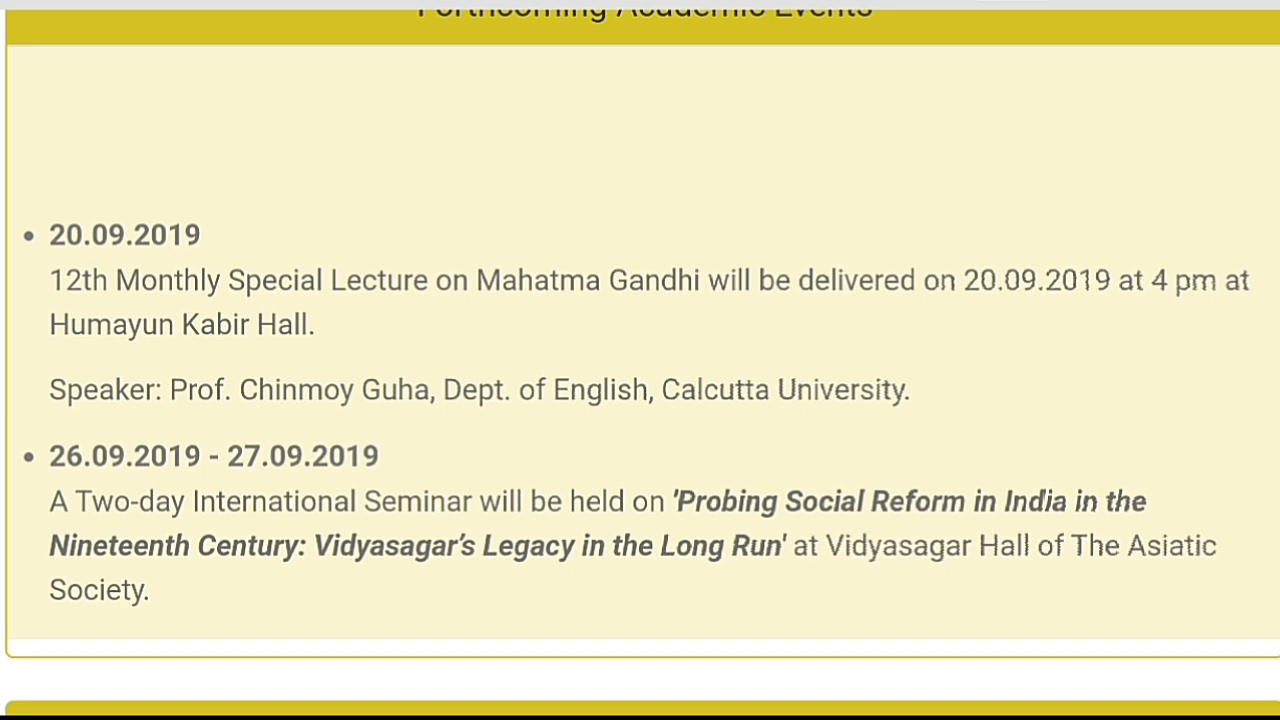 Forthcoming Academic Events
20.09.2019
12th Monthly Special Lecture on Mahatma Gandhi will be delivered on 20.09.2019 at 4 pm at
Humayun Kabir Hall.
Speaker: Prof. Chinmoy Guha, Dept. of English, Calcutta University.
26.09.2019 - 27.09.2019
A Two-day International Seminar will be held on 'Probing Social Reform in India in the
Nineteenth Century: Vidyasagar’s Legacy in the Long Run' at Vidyasagar Hall of The Asiatic
Society.